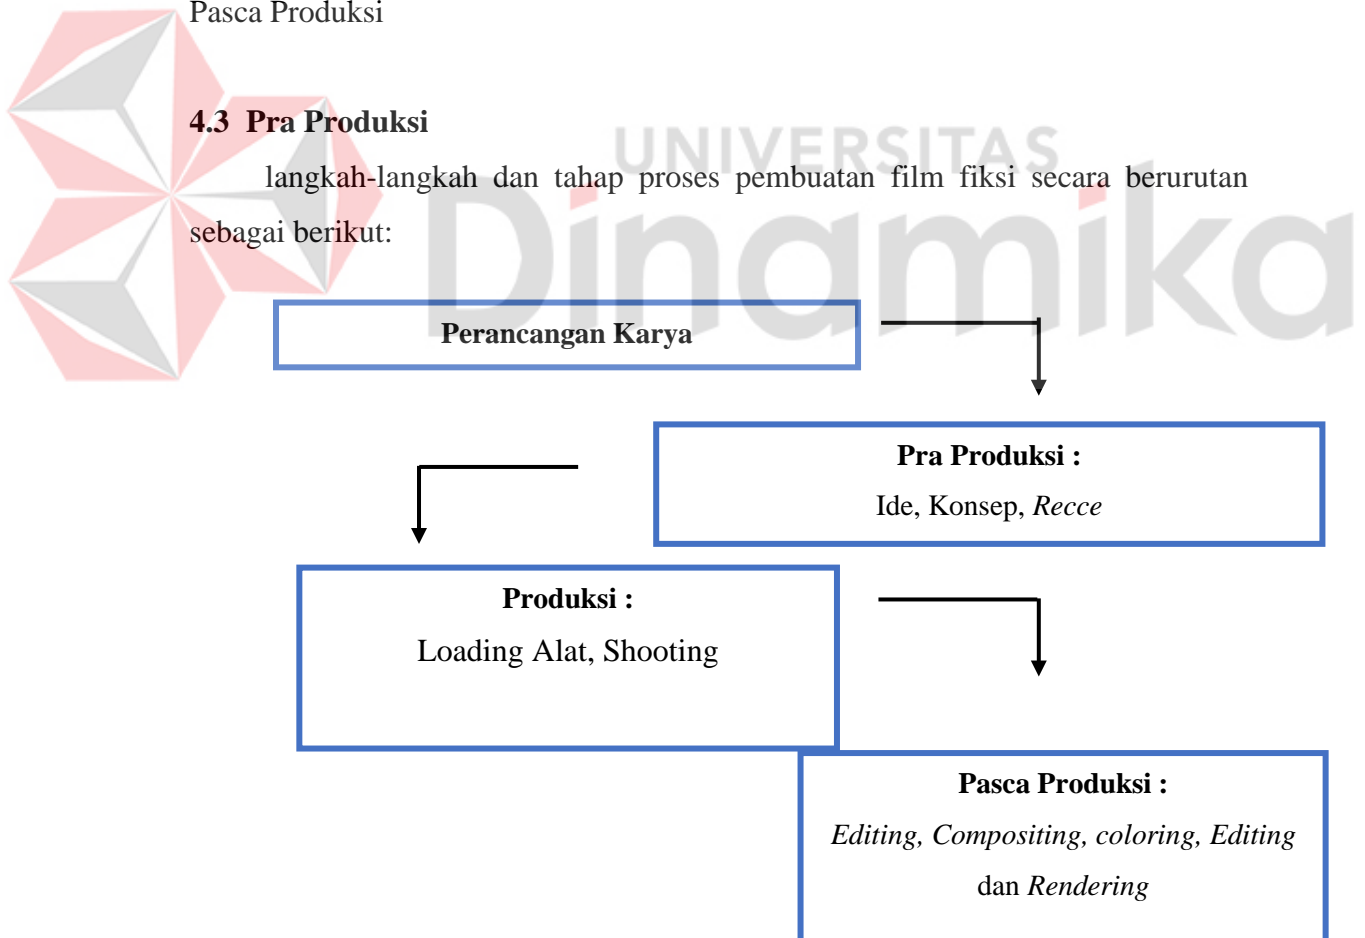 Pasca Produksi
4.3 Pra Produksi
UNIVERSITAS
Dinamika
langkah-langkah dan tahap proses pembuatan film fiksi secara berurutan
sebagai berikut:
Perancangan Karya
Pra Produksi :
Ide, Konsep, Recce
Produksi :
Loading Alat, Shooting
Pasca Produksi :
Editing, Compositing, coloring, Editing
dan Rendering